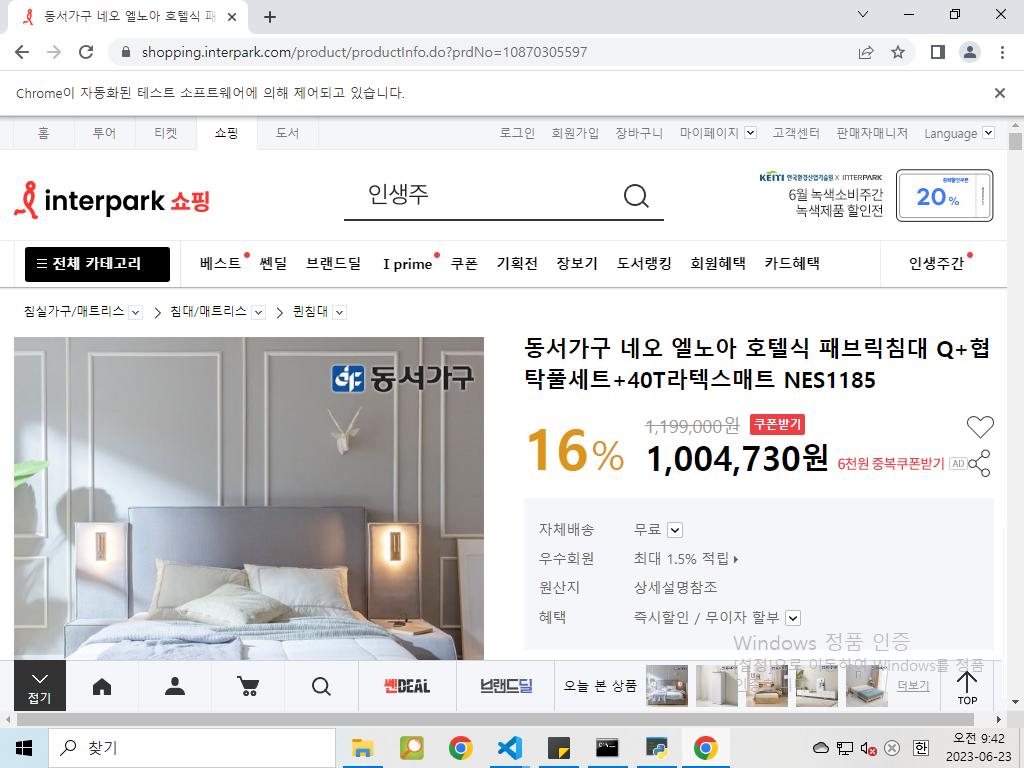 동서가구 네오 엘노아 호텔식 패
shopping.interpark.com/product/productInfo.do?prdNo=10870305597
Chrome이 자동화된 테스트 소프트웨어에 의해 제어되고 있습니다.
홈 투어 티켓 쇼핑 도서 로그인 회원가입 장바구니 마이페이지 고객센터 판매자매니저 Language
KEITI 한국환경산업기술원 X INTERPARK
interpark 쇼핑 인생주 6월 녹색소비주간 20%
녹색제품 할인전
전체 카테고리 베스트 쎈딜 브랜드딜 I prime 쿠폰 기획전 장보기 도서랭킹 회원혜택 카드혜택 인생주간
침실가구/매트리스 침대/매트리스 퀸침대
동서가구
동서가구 네오 엘노아 호텔식 패브릭침대 Q+협
탁풀세트+40T라텍스매트 NES1185
1,199,000원 쿠폰받기
16% 1,004,730원 6천원 중복쿠폰받기 AD
자체배송 무료
우수회원 최대 1.5% 적립
원산지 상세설명참조
혜택 즉시할인 / 무이자 할부
Windows 정품 인증
[설정]으로 이동하여 Windows를 정품
인증
접기 쎈DEAL 브랜드딜 오늘 본 상품 더보기 TOP
찾기 한 오전 9:42
2023-06-23